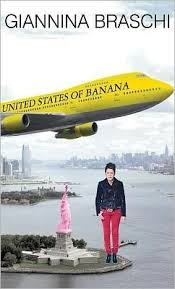 GIANNINA BRASCHI
UNITED STATES OF BANANA